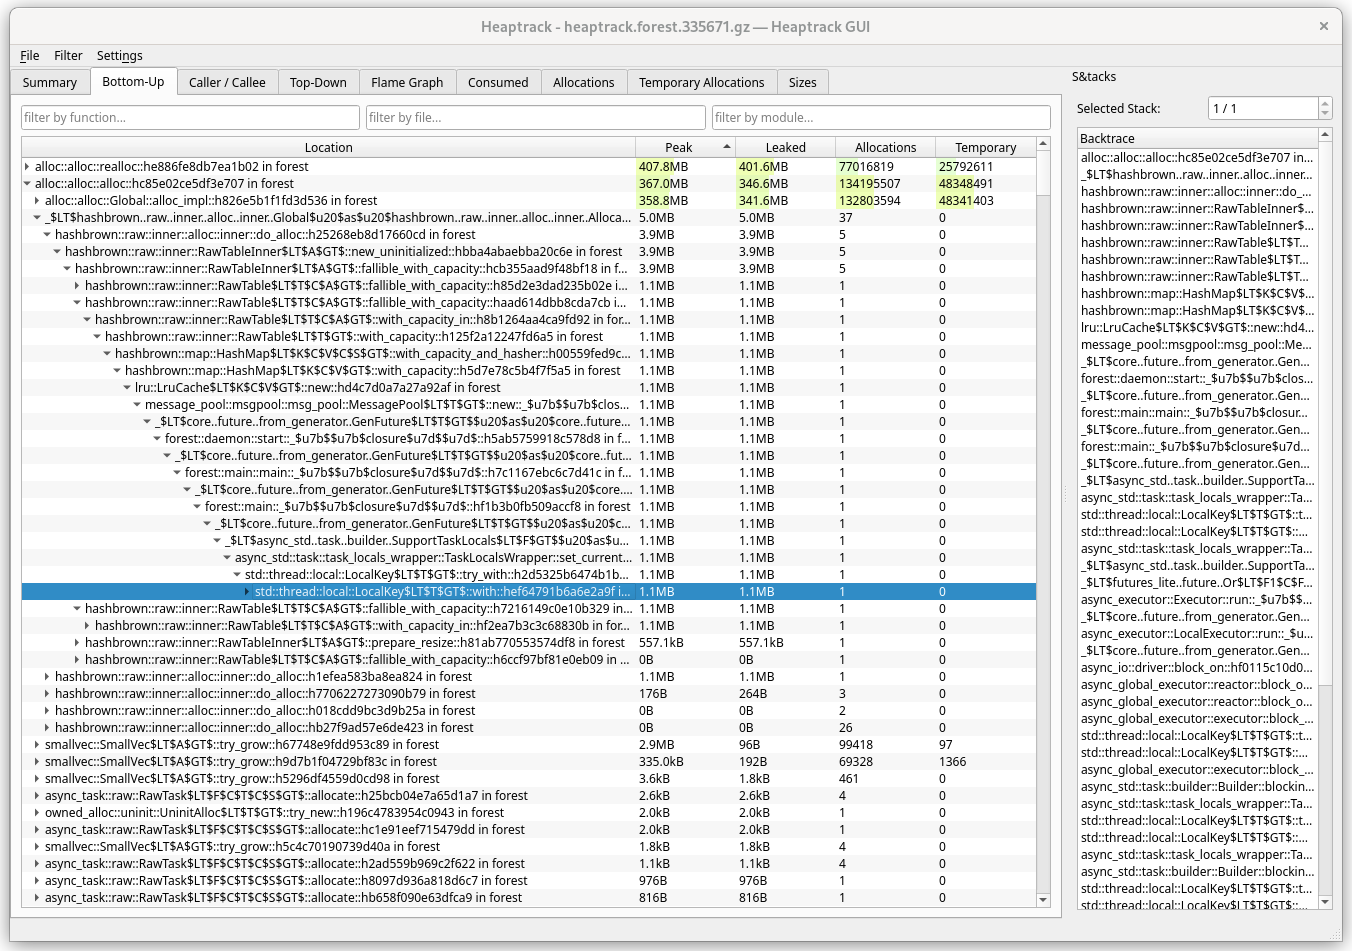 Heaptrack - heaptrack.forest.335671.gz — Heaptrack GUI
File Filter Settings
Summary Bottom-Up Caller / Callee Top-Down Flame Graph Consumed Allocations Temporary Allocations Sizes
filter by function... filter by file... filter by module...
Location Peak Leaked Allocations Temporary
alloc::alloc::realloc::he886fe8db7ea1b02 in forest 407.8MB 401.6MB 77016819 25792611
alloc::alloc::alloc::hc85e02ce5df3e707 in forest 367.0MB 346.6MB 134195507 48348491
alloc::alloc::Global::alloc_impl::h826e5b1f1fd3d536 in forest 358.8MB 341.6MB 132803594 48341403
_$LT$hashbrown..raw..inner..alloc..inner..Global$u20$as$u20$hashbrown..raw..inner..alloc..inner..Alloca... 5.0MB 5.0MB 37 0
hashbrown::raw::inner::alloc::inner::do_alloc::h25268eb8d17660cd in forest 3.9MB 3.9MB 5 0
hashbrown::raw::inner::RawTableInner$LT$A$GT$::new_uninitialized::hbba4abaebba20c6e in forest 3.9MB 3.9MB 5 0
hashbrown::raw::inner::RawTableInner$LT$A$GT$::fallible_with_capacity::hcb355aad9f48bf18 in f... 3.9MB 3.9MB 5 0
hashbrown::raw::inner::RawTable$LT$T$C$A$GT$::fallible_with_capacity::h85d2e3dad235b02e i... 1.1MB 1.1MB 1 0
hashbrown::raw::inner::RawTable$LT$T$C$A$GT$::fallible_with_capacity::haad614dbb8cda7cb i... 1.1MB 1.1MB 1 0
hashbrown::raw::inner::RawTable$LT$T$C$A$GT$::with_capacity_in::h8b1264aa4ca9fd92 in for... 1.1MB 1.1MB 1 0
hashbrown::raw::inner::RawTable$LT$T$GT$::with_capacity::h125f2a12247fd6a5 in forest 1.1MB 1.1MB 1 0
hashbrown::map::HashMap$LT$K$C$V$C$S$GT$::with_capacity_and_hasher::h00559fed9c... 1.1MB 1.1MB 1 0
hashbrown::map::HashMap$LT$K$C$V$GT$::with_capacity::h5d7e78c5b4f7f5a5 in forest 1.1MB 1.1MB 1 0
lru::LruCache$LT$K$C$V$GT$::new::hd4c7d0a7a27a92af in forest 1.1MB 1.1MB 1 0
message_pool::msgpool::msg_pool::MessagePool$LT$T$GT$::new::_$u7b$$u7b$clos... 1.1MB 1.1MB 1 0
_$LT$core..future..from_generator..GenFuture$LT$T$GT$$u20$as$u20$core..future... 1.1MB 1.1MB 1 0
forest::daemon::start::_$u7b$$u7b$closure$u7d$$u7d$::h5ab5759918c578d8 in f... 1.1MB 1.1MB 1 0
_$LT$core..future..from_generator..GenFuture$LT$T$GT$$u20$as$u20$core..fut... 1.1MB 1.1MB 1 0
forest::main::main::_$u7b$$u7b$closure$u7d$$u7d$::h7c1167ebc6c7d41c in f... 1.1MB 1.1MB 1 0
_$LT$core..future..from_generator..GenFuture$LT$T$GT$$u20$as$u20$core.... 1.1MB 1.1MB 1 0
forest::main::_$u7b$$u7b$closure$u7d$$u7d$::hf1b3b0fb509accf8 in forest 1.1MB 1.1MB 1 0
_$LT$core..future..from_generator..GenFuture$LT$T$GT$$u20$as$u20$c... 1.1MB 1.1MB 1 0
_$LT$async_std..task..builder..SupportTaskLocals$LT$F$GT$$u20$as$u... 1.1MB 1.1MB 1 0
async_std::task::task_locals_wrapper::TaskLocalsWrapper::set_current... 1.1MB 1.1MB 1 0
std::thread::local::LocalKey$LT$T$GT$::try_with::h2d5325b6474b1b... 1.1MB 1.1MB 1 0
std::thread::local::LocalKey$LT$T$GT$::with::hef64791b6a6e2a9f i... 1.1MB 1.1MB 1 0
hashbrown::raw::inner::RawTable$LT$T$C$A$GT$::fallible_with_capacity::h7216149c0e10b329 in... 1.1MB 1.1MB 1 0
hashbrown::raw::inner::RawTable$LT$T$C$A$GT$::with_capacity_in::hf2ea7b3c3c68830b in for... 1.1MB 1.1MB 1 0
hashbrown::raw::inner::RawTableInner$LT$A$GT$::prepare_resize::h81ab770553574df8 in forest 557.1kB 557.1kB 1 0
hashbrown::raw::inner::RawTable$LT$T$C$A$GT$::fallible_with_capacity::h6ccf97bf81e0eb09 in ... 0B 0B 1 0
hashbrown::raw::inner::alloc::inner::do_alloc::h1efea583ba8ea824 in forest 1.1MB 1.1MB 1 0
hashbrown::raw::inner::alloc::inner::do_alloc::h7706227273090b79 in forest 176B 264B 3 0
hashbrown::raw::inner::alloc::inner::do_alloc::h018cdd9bc3d9b25a in forest 0B 0B 2 0
hashbrown::raw::inner::alloc::inner::do_alloc::hb27f9ad57e6de423 in forest 0B 0B 26 0
smallvec::SmallVec$LT$A$GT$::try_grow::h67748e9fdd953c89 in forest 2.9MB 96B 99418 97
smallvec::SmallVec$LT$A$GT$::try_grow::h9d7b1f04729bf83c in forest 335.0kB 192B 69328 1366
smallvec::SmallVec$LT$A$GT$::try_grow::h5296df4559d0cd98 in forest 3.6kB 1.8kB 461 0
async_task::raw::RawTask$LT$F$C$T$C$S$GT$::allocate::h25bcb04e7a65d1a7 in forest 2.6kB 2.6kB 4 0
owned_alloc::uninit::UninitAlloc$LT$T$GT$::try_new::h196c4783954c0943 in forest 2.0kB 2.0kB 1 0
async_task::raw::RawTask$LT$F$C$T$C$S$GT$::allocate::hc1e91eef715479dd in forest 2.0kB 2.0kB 1 0
smallvec::SmallVec$LT$A$GT$::try_grow::h5c4c70190739d40a in forest 1.8kB 1.8kB 4 0
async_task::raw::RawTask$LT$F$C$T$C$S$GT$::allocate::h2ad559b969c2f622 in forest 1.1kB 1.1kB 4 0
async_task::raw::RawTask$LT$F$C$T$C$S$GT$::allocate::h8097d936a818d6c7 in forest 976B 976B 1 0
async_task::raw::RawTask$LT$F$C$T$C$S$GT$::allocate::hb658f090e63dfca9 in forest 816B 816B 1 0
S&tacks
Selected Stack: 1 / 1
Backtrace
alloc::alloc::alloc::hc85e02ce5df3e707 in...
_$LT$hashbrown..raw..inner..alloc..inner...
hashbrown::raw::inner::alloc::inner::do_...
hashbrown::raw::inner::RawTableInner$...
hashbrown::raw::inner::RawTableInner$...
hashbrown::raw::inner::RawTable$LT$T...
hashbrown::raw::inner::RawTable$LT$T...
hashbrown::raw::inner::RawTable$LT$T...
hashbrown::map::HashMap$LT$K$C$V$...
hashbrown::map::HashMap$LT$K$C$V$...
lru::LruCache$LT$K$C$V$GT$::new::hd4...
message_pool::msgpool::msg_pool::Me...
_$LT$core..future..from_generator..Gen...
forest::daemon::start::_$u7b$$u7b$clos...
_$LT$core..future..from_generator..Gen...
forest::main::main::_$u7b$$u7b$closur...
_$LT$core..future..from_generator..Gen...
forest::main::_$u7b$$u7b$closure$u7d...
_$LT$core..future..from_generator..Gen...
_$LT$async_std..task..builder..SupportTa...
async_std::task::task_locals_wrapper::Ta...
std::thread::local::LocalKey$LT$T$GT$::t...
std::thread::local::LocalKey$LT$T$GT$::...
async_std::task::task_locals_wrapper::Ta...
_$LT$async_std..task..builder..SupportTa...
_$LT$futures_lite..future..Or$LT$F1$C$F...
async_executor::Executor::run::_$u7b$...
_$LT$core..future..from_generator..Gen...
async_executor::LocalExecutor::run::_$u...
_$LT$core..future..from_generator..Gen...
async_io::driver::block_on::hf0115c10d0...
async_global_executor::reactor::block_o...
async_global_executor::reactor::block_o...
async_global_executor::executor::block_...
std::thread::local::LocalKey$LT$T$GT$::t...
std::thread::local::LocalKey$LT$T$GT$::...
async_global_executor::executor::block_...
async_std::task::builder::Builder::blockin...
async_std::task::task_locals_wrapper::Ta...
std::thread::local::LocalKey$LT$T$GT$::t...
std::thread::local::LocalKey$LT$T$GT$::...
async_std::task::task_locals_wrapper::Ta...
async_std::task::builder::Builder::blockin...
std::thread::local::LocalKey$LT$T$GT$::t...
std::thread::local::LocalKey$LT$T$GT$::...